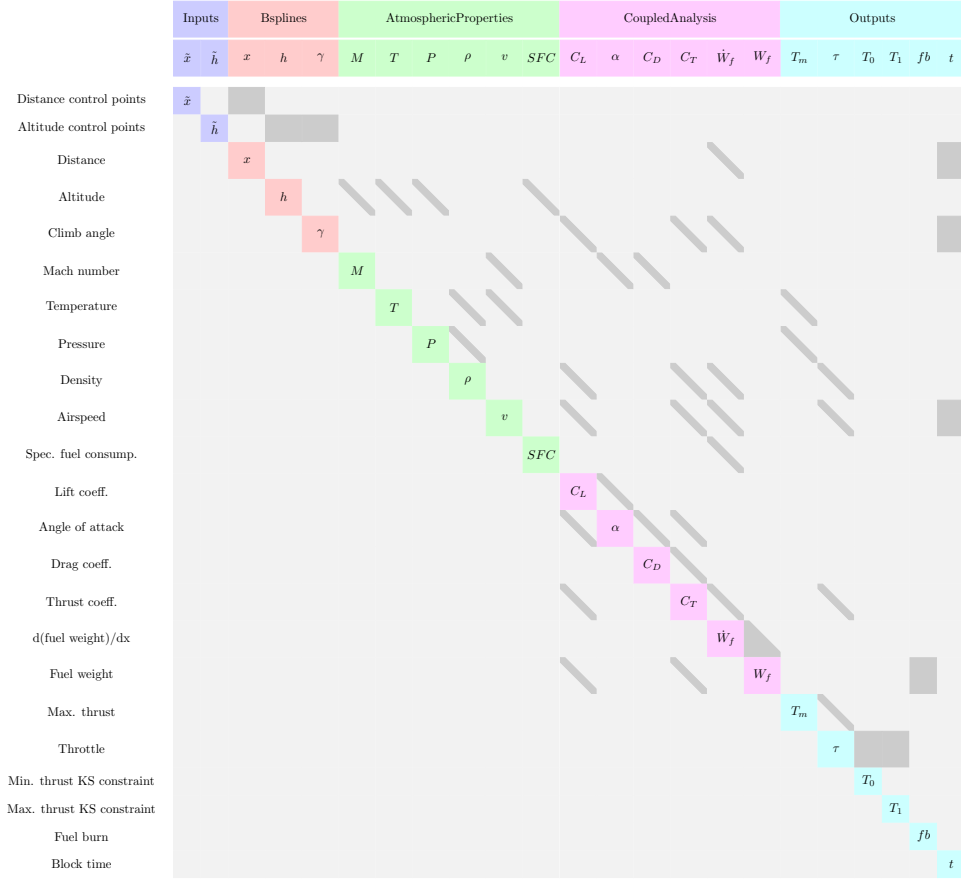 Inputs Bsplines AtmosphericProperties CoupledAnalysis Outputs
x̃ h̃ x h γ M T P ρ v SFC C_L α C_D C_T Ẇ_f W_f T_m τ T_0 T_1 fb t
Distance control points x̃
Altitude control points h̃
Distance x
Altitude h
Climb angle γ
Mach number M
Temperature T
Pressure P
Density ρ
Airspeed v
Spec. fuel consump. SFC
Lift coeff. C_L
Angle of attack α
Drag coeff. C_D
Thrust coeff. C_T
d(fuel weight)/dx Ẇ_f
Fuel weight W_f
Max. thrust T_m
Throttle τ
Min. thrust KS constraint T_0
Max. thrust KS constraint T_1
Fuel burn fb
Block time t